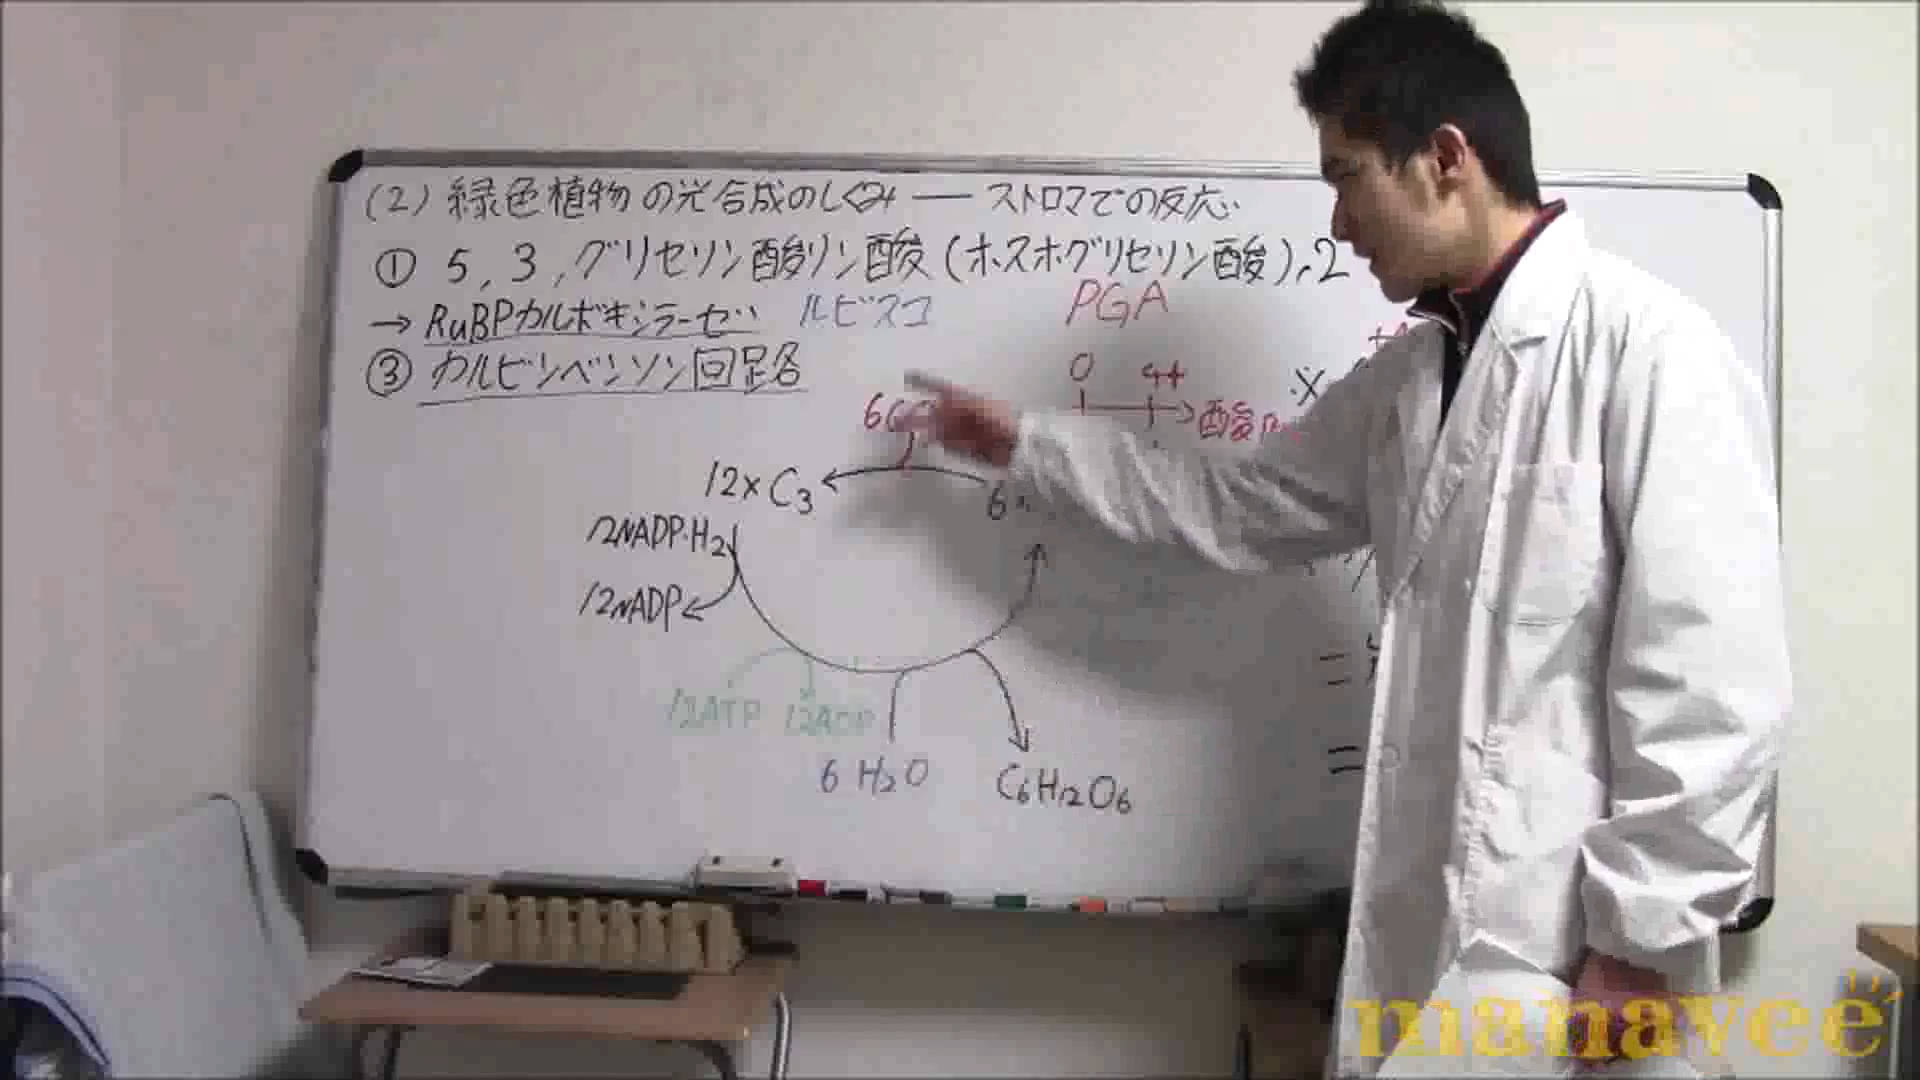 (2) 緑色植物の光合成のしくみ ― ストロマでの反応
① 5, 3, グリセリン酸リン酸 (ホスホグリセリン酸), 2
PGA
→ RuBPカルボキシラーゼ ルビスコ
③ カルビンベンソン回路
0 4+
酸
※
6C
12×C₃
6
12NADP·H₂
12NADP
12ATP 12ADP
6 H₂O
C₆H₁₂O₆
=
=
manavee